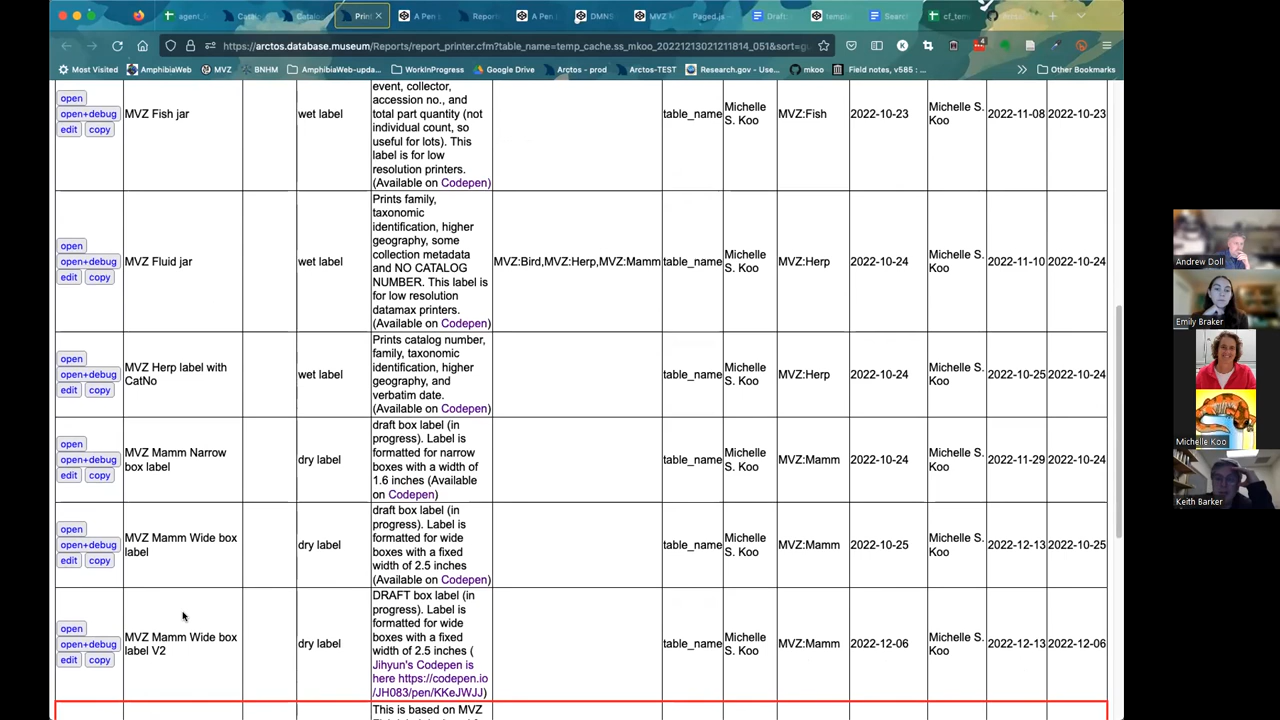 agent_
Catal
Catalo
Print
A Pen
Report
A Pen
DMNS
MVZ
Paged.js —
Draft:
templ
Search
cf_tem
https://arctos.database.museum/Reports/report_printer.cfm?table_name=temp_cache.ss_mkoo_20221213021211814_051&sort=gu
Most Visited
AmphibiaWeb
MVZ
BNHM
AmphibiaWeb-upda...
WorkInProgress
Google Drive
Arctos - prod
Arctos-TEST
Research.gov - Use...
mkoo
Field notes, v585 : ...
Other Bookmarks
open
open+debug
edit copy
MVZ Fish jar
wet label
event, collector,
accession no., and
total part quantity (not
individual count, so
useful for lots). This
label is for low
resolution printers.
(Available on Codepen)
table_name
Michelle
S. Koo
MVZ:Fish
2022-10-23
Michelle S.
Koo
2022-11-08
2022-10-23
open
open+debug
edit copy
MVZ Fluid jar
wet label
Prints family,
taxonomic
identification, higher
geography, some
collection metadata
and NO CATALOG
NUMBER. This label is
for low resolution
datamax printers.
(Available on Codepen)
MVZ:Bird,MVZ:Herp,MVZ:Mamm
table_name
Michelle
S. Koo
MVZ:Herp
2022-10-24
Michelle S.
Koo
2022-11-10
2022-10-24
open
open+debug
edit copy
MVZ Herp label with
CatNo
wet label
Prints catalog number,
family, taxonomic
identification, higher
geography, and
verbatim date.
(Available on Codepen)
table_name
Michelle
S. Koo
MVZ:Herp
2022-10-24
Michelle S.
Koo
2022-10-25
2022-10-24
open
open+debug
edit copy
MVZ Mamm Narrow
box label
dry label
draft box label (in
progress). Label is
formatted for narrow
boxes with a width of
1.6 inches (Available
on Codepen)
table_name
Michelle
S. Koo
MVZ:Mamm
2022-10-24
Michelle S.
Koo
2022-11-29
2022-10-24
open
open+debug
edit copy
MVZ Mamm Wide box
label
dry label
draft box label (in
progress). Label is
formatted for wide
boxes with a fixed
width of 2.5 inches
(Available on Codepen)
table_name
Michelle
S. Koo
MVZ:Mamm
2022-10-25
Michelle S.
Koo
2022-12-13
2022-10-25
open
open+debug
edit copy
MVZ Mamm Wide box
label V2
dry label
DRAFT box label (in
progress). Label is
formatted for wide
boxes with a fixed
width of 2.5 inches (
Jihyun's Codepen is
here https://codepen.io
/JH083/pen/KKeJWJJ)
table_name
Michelle
S. Koo
MVZ:Mamm
2022-12-06
Michelle S.
Koo
2022-12-13
2022-12-06
This is based on MVZ
Andrew Doll
Emily Braker
Michelle Koo
Keith Barker